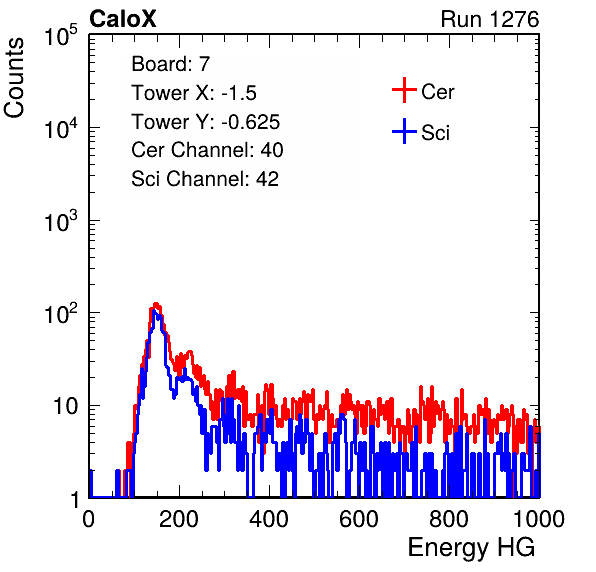 CaloX Run 1276
Board: 7
Tower X: -1.5
Tower Y: -0.625
Cer Channel: 40
Sci Channel: 42
Cer
Sci
Counts
10^5
10^4
10^3
10^2
10
1
0 200 400 600 800 1000
Energy HG